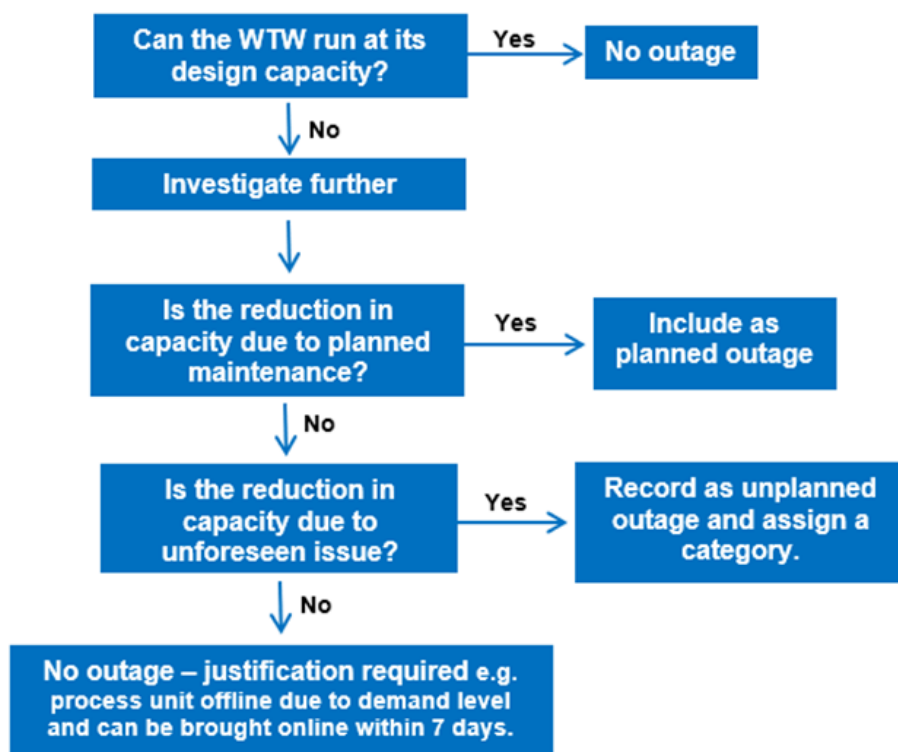 Can the WTW run at its
design capacity?
Yes
No outage
No
Investigate further
Is the reduction in
capacity due to planned
maintenance?
Yes
Include as
planned outage
No
Is the reduction in
capacity due to
unforeseen issue?
Yes
Record as unplanned
outage and assign a
category.
No
No outage – justification required e.g.
process unit offline due to demand level
and can be brought online within 7 days.